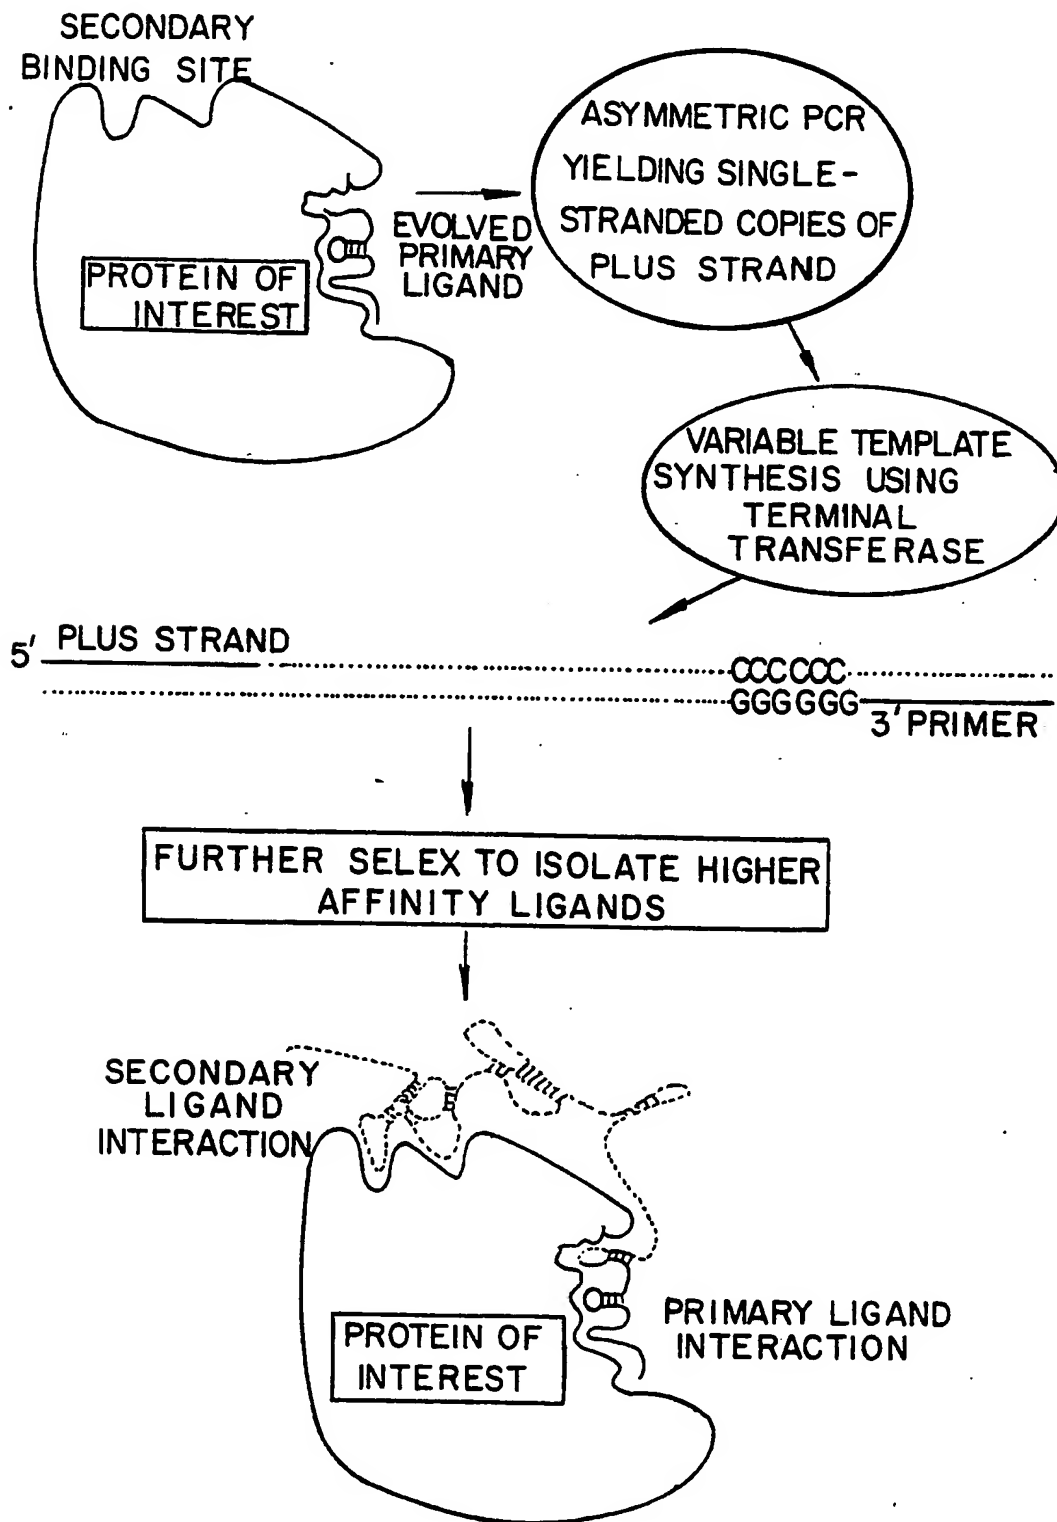 SECONDARY
BINDING SITE
PROTEIN OF
INTEREST
EVOLVED
PRIMARY
LIGAND
ASYMMETRIC PCR
YIELDING SINGLE-
STRANDED COPIES OF
PLUS STRAND
VARIABLE TEMPLATE
SYNTHESIS USING
TERMINAL
TRANSFERASE
5' PLUS STRAND
CCCCCC
GGGGGG
3' PRIMER
FURTHER SELEX TO ISOLATE HIGHER
AFFINITY LIGANDS
SECONDARY
LIGAND
INTERACTION
PROTEIN OF
INTEREST
PRIMARY LIGAND
INTERACTION